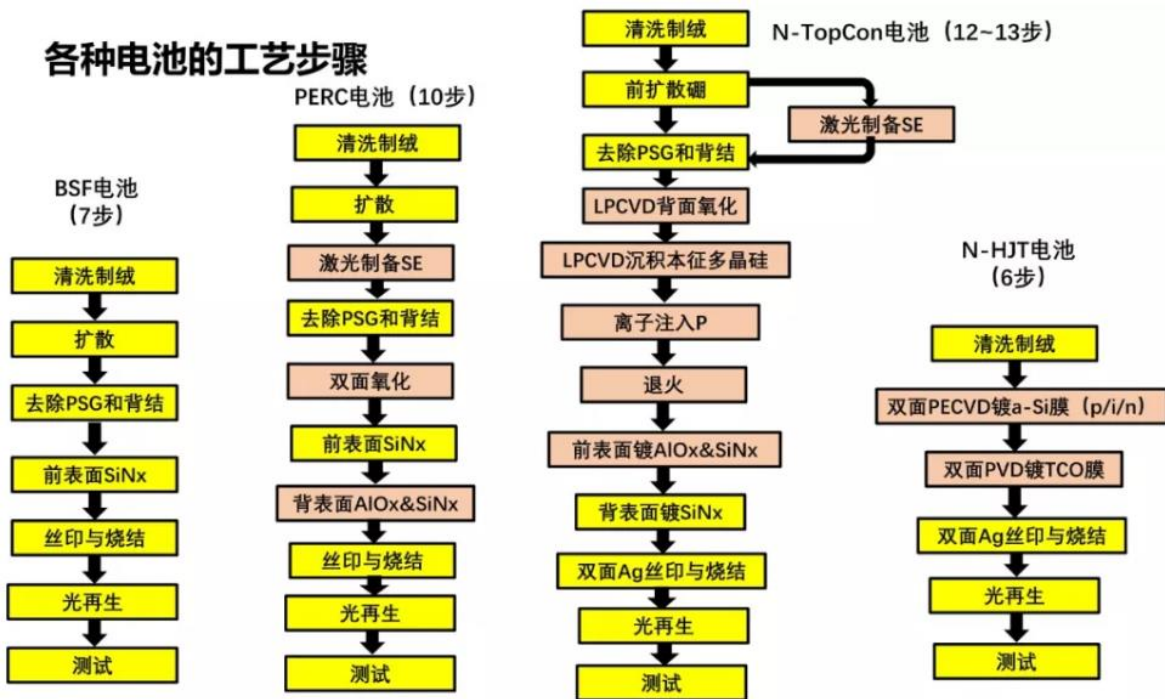 各种电池的工艺步骤
BSF电池
(7步)
清洗制绒
扩散
去除PSG和背结
前表面SiNx
丝印与烧结
光再生
测试
PERC电池（10步）
清洗制绒
扩散
激光制备SE
去除PSG和背结
双面氧化
前表面SiNx
背表面AlOx&SiNx
丝印与烧结
光再生
测试
N-TopCon电池（12~13步）
清洗制绒
前扩散硼
激光制备SE
去除PSG和背结
LPCVD背面氧化
LPCVD沉积本征多晶硅
离子注入P
退火
前表面镀AlOx&SiNx
背表面镀SiNx
双面Ag丝印与烧结
光再生
测试
N-HJT电池
(6步)
清洗制绒
双面PECVD镀a-Si膜（p/i/n）
双面PVD镀TCO膜
双面Ag丝印与烧结
光再生
测试